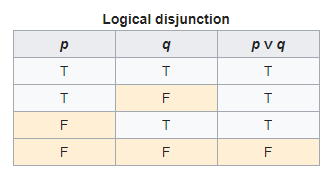 Logical disjunction
p q p ∨ q
T T T
T F T
F T T
F F F